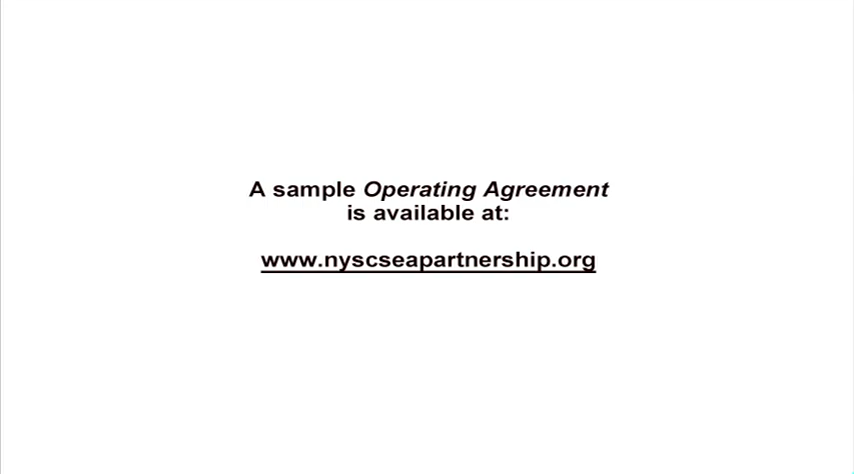 A sample Operating Agreement
is available at:
www.nyscseapartnership.org